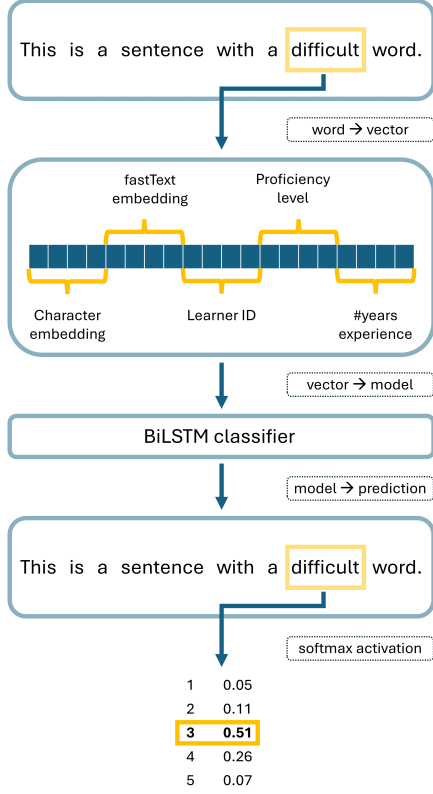 This is a sentence with a difficult word.
word → vector
fastText
embedding
Proficiency
level
Character
embedding
Learner ID
#years
experience
vector → model
BiLSTM classifier
model → prediction
This is a sentence with a difficult word.
softmax activation
1 0.05
2 0.11
3 0.51
4 0.26
5 0.07